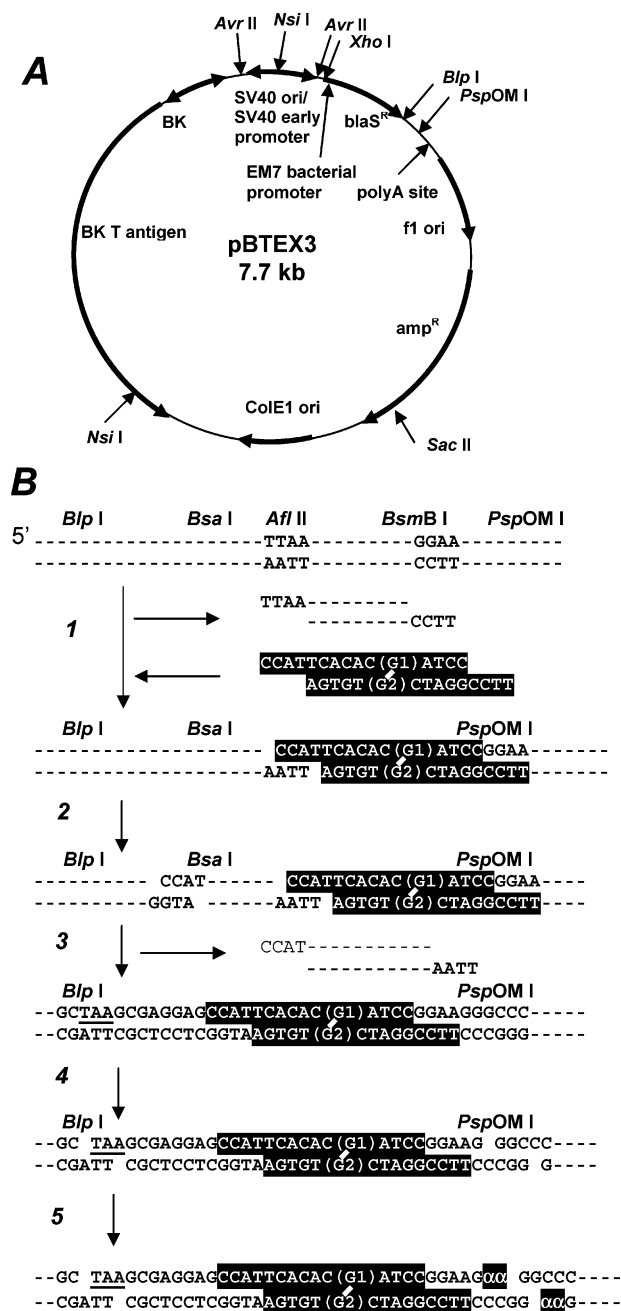 A
Avr II
Nsi I
Avr II
Xho I
Blp I
PspOM I
BK
SV40 ori/
SV40 early
promoter
blaSR
EM7 bacterial
promoter
polyA site
BK T antigen
pBTEX3
7.7 kb
f1 ori
ampR
ColE1 ori
Nsi I
Sac II
B
Blp I Bsa I Afl II BsmB I PspOM I
5’ --------------------TTAA---------GGAA---------
--------------------AATT---------CCTT---------
1
TTAA---------
---------CCTT
CCATTCACAC(G1)ATCC
AGTGT(G2)CTAGGCCTT
Blp I Bsa I PspOM I
--------------------- CCATTCACAC(G1)ATCCGGAA-------
--------------------AATT AGTGT(G2)CTAGGCCTT-------
2
Blp I Bsa I PspOM I
---------- CCAT------ CCATTCACAC(G1)ATCCGGAA----
----------GGTA ------AATT AGTGT(G2)CTAGGCCTT----
3
CCAT-----------
-----------AATT
Blp I PspOM I
--GCTAAGCGAGGAGCCATTCACAC(G1)ATCCGGAAGGGCCC-----
--CGATTCGCTCCTCGGTAAGTGT(G2)CTAGGCCTTCCCGGG-----
4
Blp I PspOM I
--GC TAAGCGAGGAGCCATTCACAC(G1)ATCCGGAAG GGCCC----
--CGATT CGCTCCTCGGTAAGTGT(G2)CTAGGCCTTCCCGG G----
5
--GC TAAGCGAGGAGCCATTCACAC(G1)ATCCGGAAGαα GGCCC----
--CGATT CGCTCCTCGGTAAGTGT(G2)CTAGGCCTTCCCGG ααG----